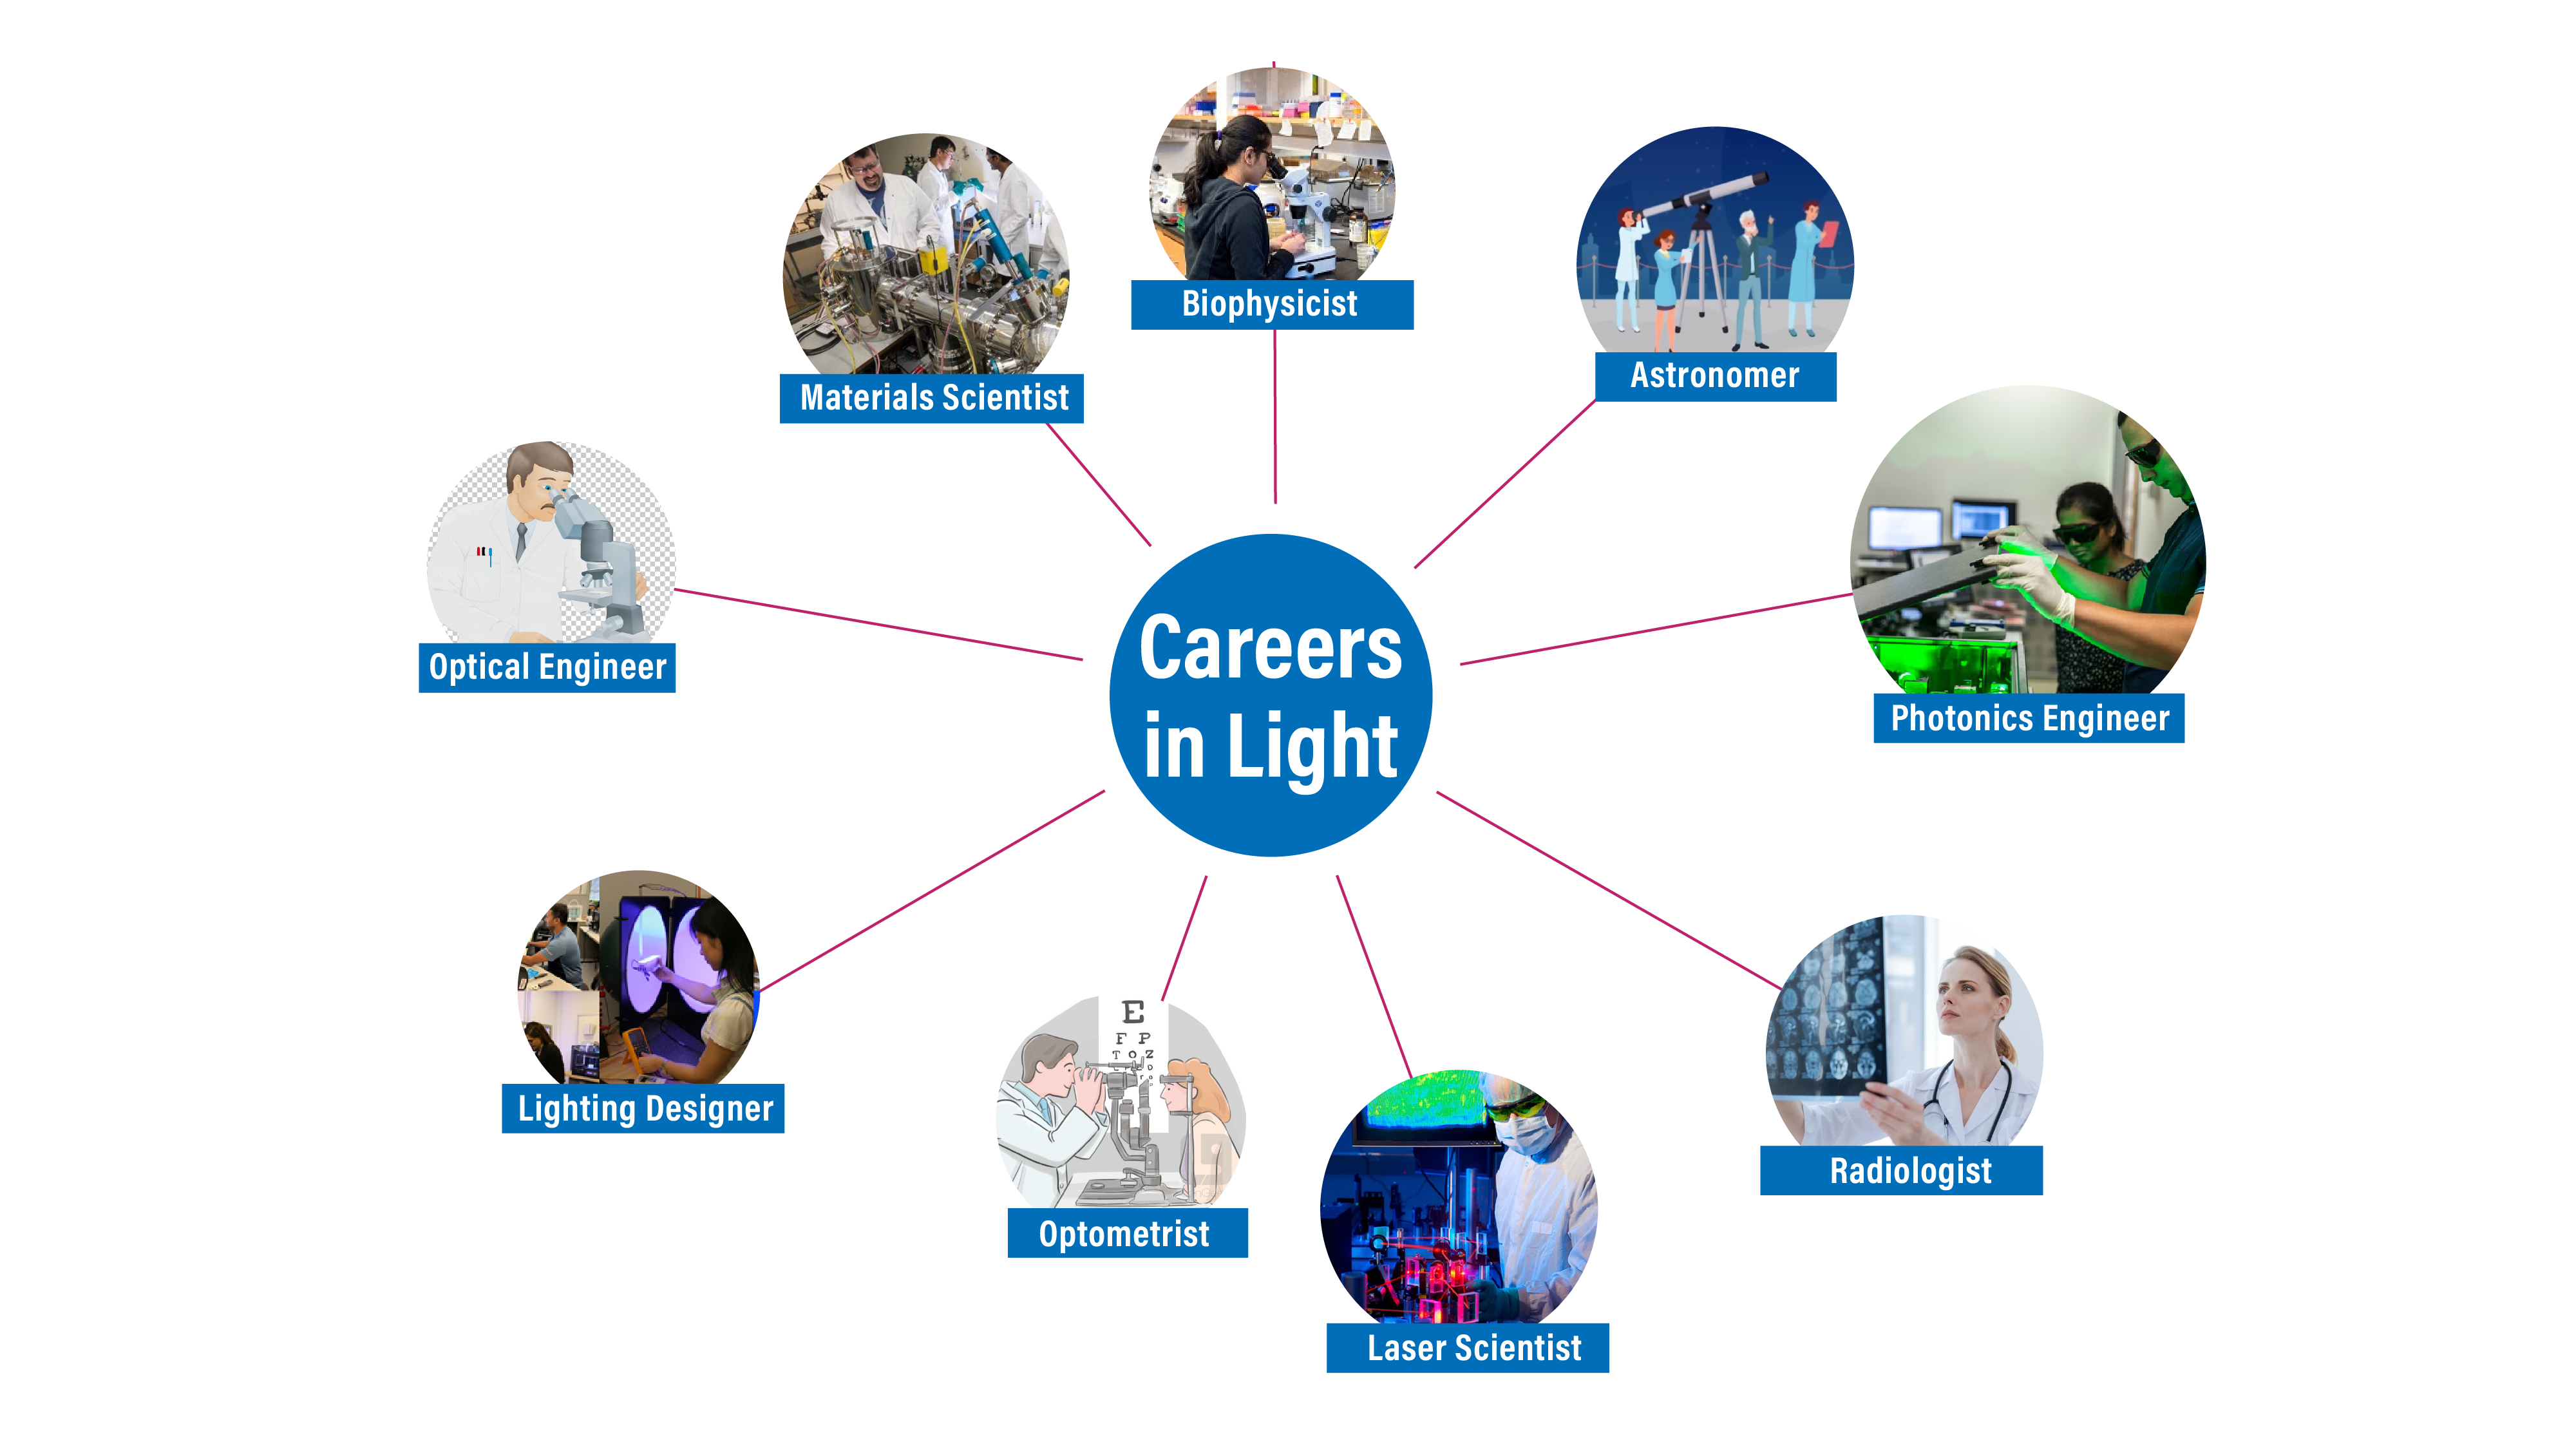 Biophysicist
Astronomer
Materials Scientist
Optical Engineer
Careers
in Light
Photonics Engineer
Lighting Designer
E
F P
T O Z
Optometrist
Radiologist
Laser Scientist